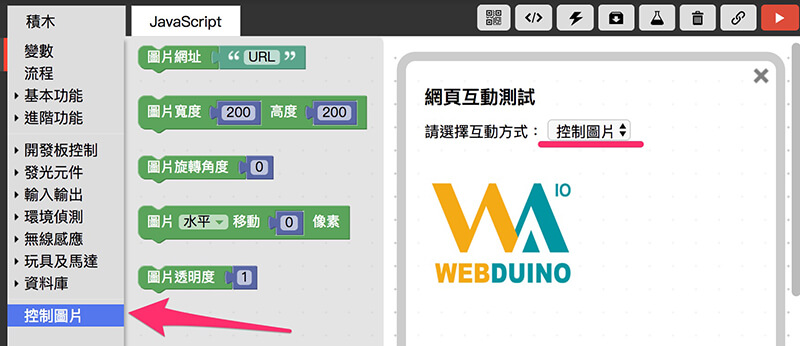 積木
JavaScript
變數
流程
基本功能
進階功能
開發板控制
發光元件
輸入輸出
環境偵測
無線感應
玩具及馬達
資料庫
控制圖片
圖片網址 “ URL ”
圖片寬度 200 高度 200
圖片旋轉角度 0
圖片 水平 移動 0 像素
圖片透明度 1
網頁互動測試
請選擇互動方式： 控制圖片
IO
WA
WEBDUINO